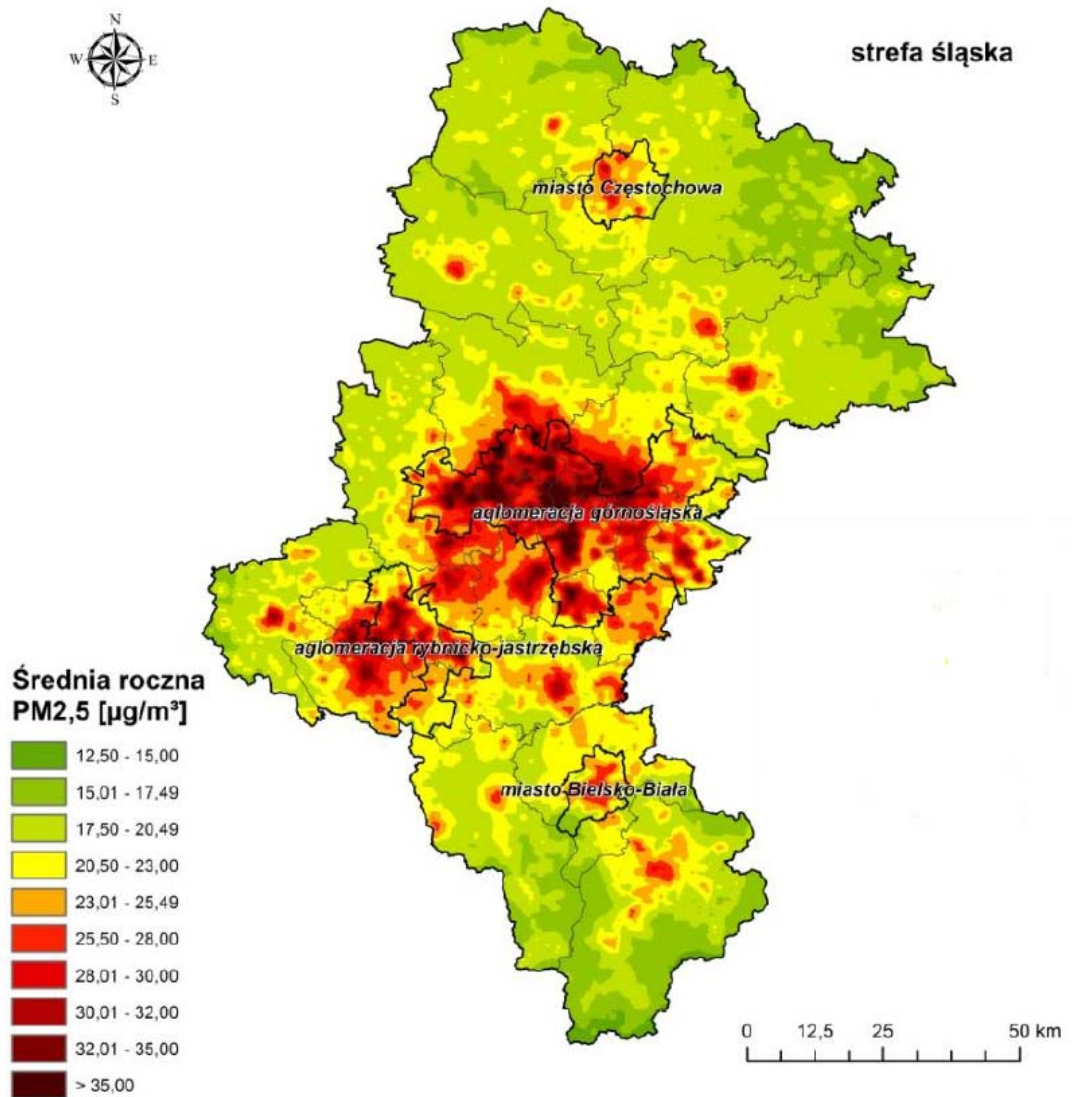 N
W E
S
strefa śląska
miasto Częstochowa
aglomeracja górnośląska
aglomeracja rybnicko-jastrzębska
miasto Bielsko-Biała
Średnia roczna
PM2,5 [µg/m³]
12,50 - 15,00
15,01 - 17,49
17,50 - 20,49
20,50 - 23,00
23,01 - 25,49
25,50 - 28,00
28,01 - 30,00
30,01 - 32,00
32,01 - 35,00
> 35,00
0 12,5 25 50 km